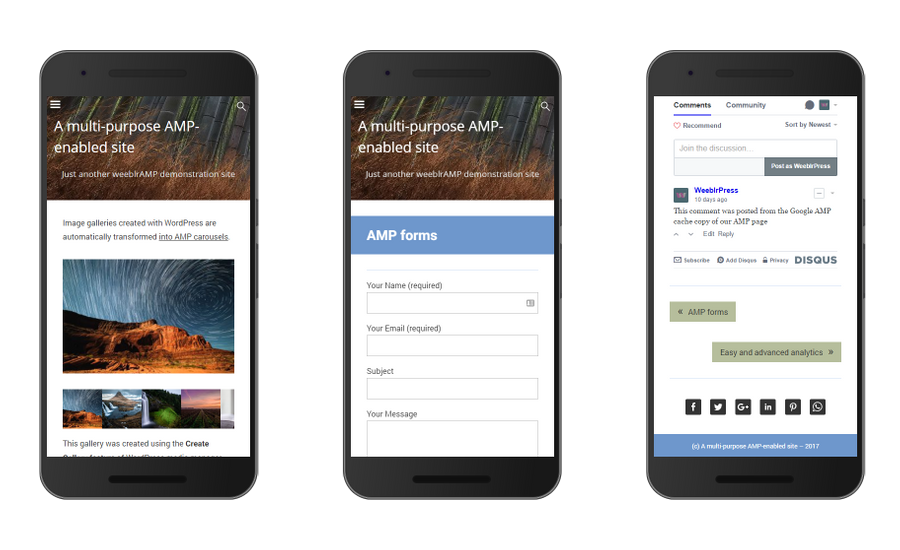 A multi-purpose AMP-
enabled site
Just another weeblrAMP demonstration site
Image galleries created with WordPress are
automatically transformed into AMP carousels.
This gallery was created using the Create
A multi-purpose AMP-
enabled site
Just another weeblrAMP demonstration site
AMP forms
Your Name (required)
Your Email (required)
Subject
Your Message
Comments Community
Recommend Sort by Newest
Join the discussion...
Post as WeeblrPress
WeeblrPress
10 days ago
This comment was posted from the Google AMP
cache copy of our AMP page
Edit Reply
Subscribe Add Disqus Privacy DISQUS
« AMP forms
Easy and advanced analytics »
(c) A multi-purpose AMP-enabled site – 2017